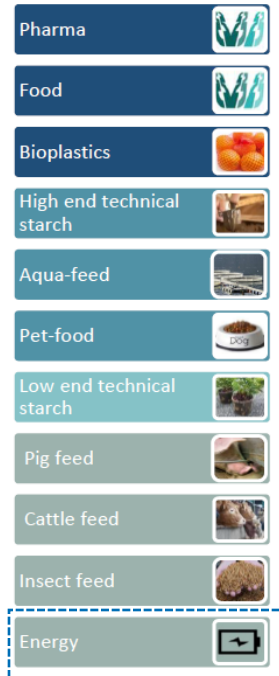 Pharma
Food
Bioplastics
High end technical
starch
Aqua-feed
Pet-food
Dog
Low end technical
starch
Pig feed
Cattle feed
Insect feed
Energy